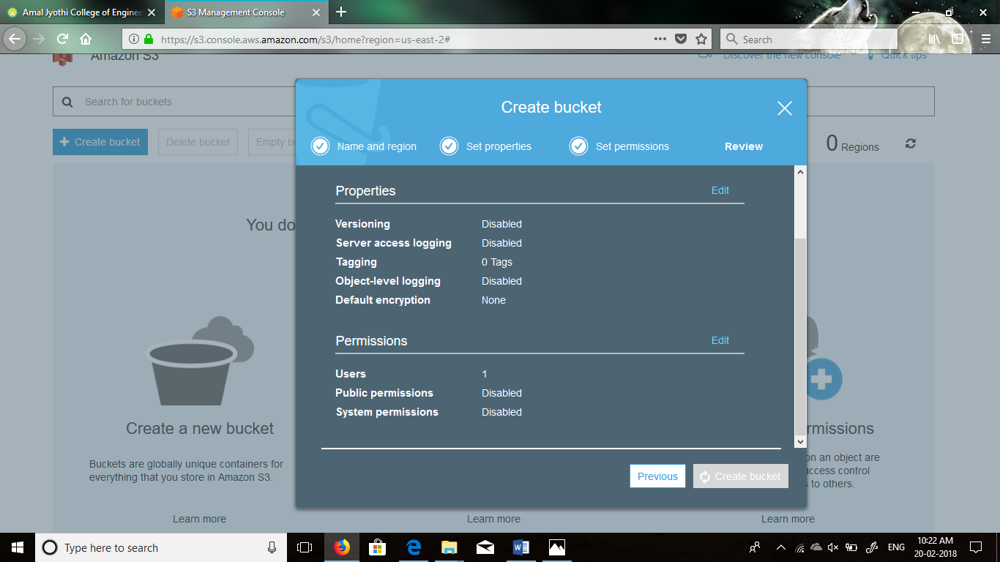 Amal Jyothi College of Enginee
S3 Management Console
https://s3.console.aws.amazon.com/s3/home?region=us-east-2#
Search
Amazon S3
Discover the new console
Quick tips
Search for buckets
Create bucket
Delete bucket
Empty bu
0 Regions
Create bucket
Name and region
Set properties
Set permissions
Review
You do
Properties Edit
Versioning Disabled
Server access logging Disabled
Tagging 0 Tags
Object-level logging Disabled
Default encryption None
Permissions Edit
Users 1
Public permissions Disabled
System permissions Disabled
Previous
Create bucket
Create a new bucket
Buckets are globally unique containers for
everything that you store in Amazon S3.
Learn more
Learn more
rmissions
on an object are
access control
s to others.
Learn more
Type here to search
ENG
10:22 AM
20-02-2018